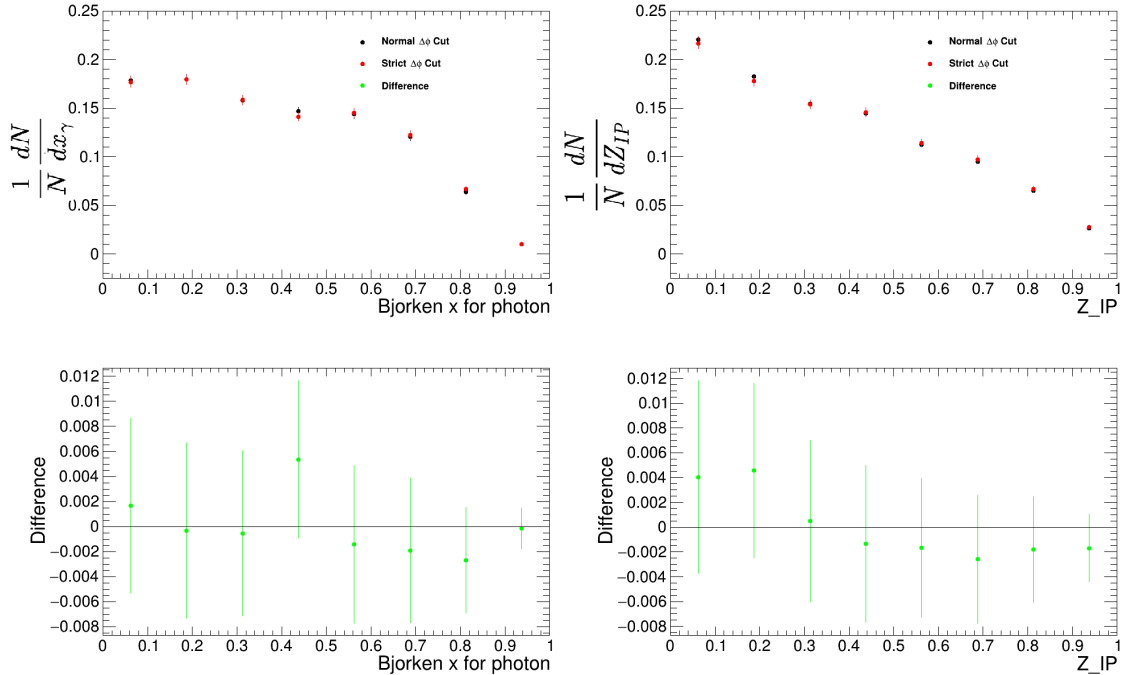 0.25
0.2
0.15
0.1
0.05
0
1/N dN/dx_γ
Normal Δϕ Cut
Strict Δϕ Cut
Difference
0 0.1 0.2 0.3 0.4 0.5 0.6 0.7 0.8 0.9 1
Bjorken x for photon
0.25
0.2
0.15
0.1
0.05
0
1/N dN/dZ_IP
Normal Δϕ Cut
Strict Δϕ Cut
Difference
0 0.1 0.2 0.3 0.4 0.5 0.6 0.7 0.8 0.9 1
Z_IP
0.012
0.01
0.008
0.006
0.004
0.002
0
−0.002
−0.004
−0.006
−0.008
Difference
0 0.1 0.2 0.3 0.4 0.5 0.6 0.7 0.8 0.9 1
Bjorken x for photon
0.012
0.01
0.008
0.006
0.004
0.002
0
−0.002
−0.004
−0.006
−0.008
Difference
0 0.1 0.2 0.3 0.4 0.5 0.6 0.7 0.8 0.9 1
Z_IP